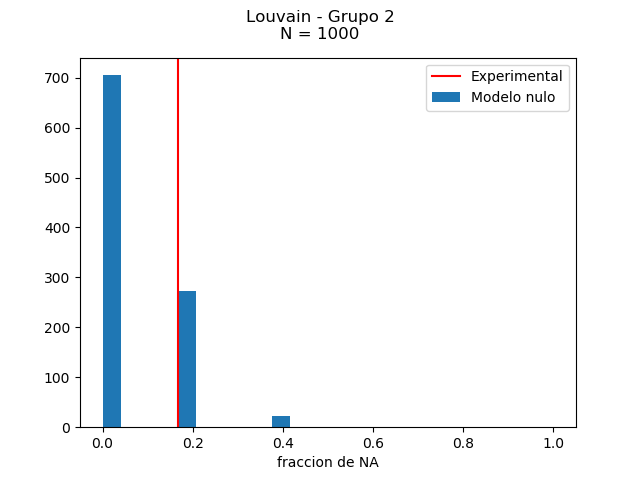 Louvain - Grupo 2
N = 1000
Experimental
Modelo nulo
700
600
500
400
300
200
100
0
0.0 0.2 0.4 0.6 0.8 1.0
fraccion de NA